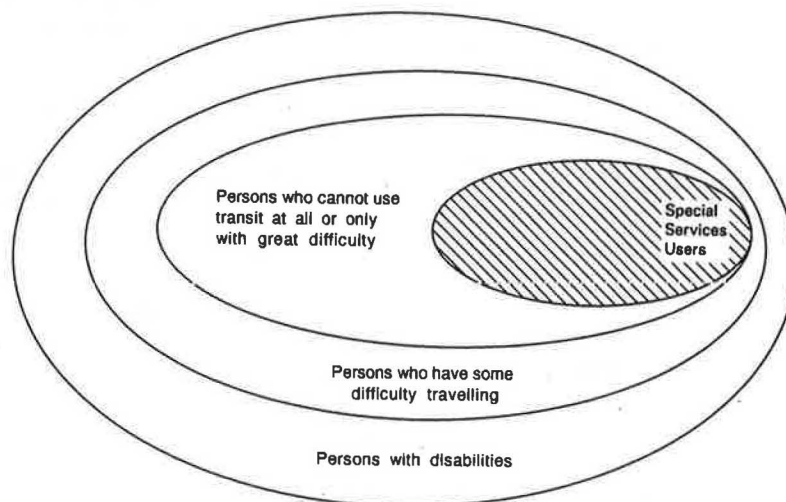 Persons who cannot use
transit at all or only
with great difficulty
Special
Services
Users
Persons who have some
difficulty travelling
Persons with disabilities